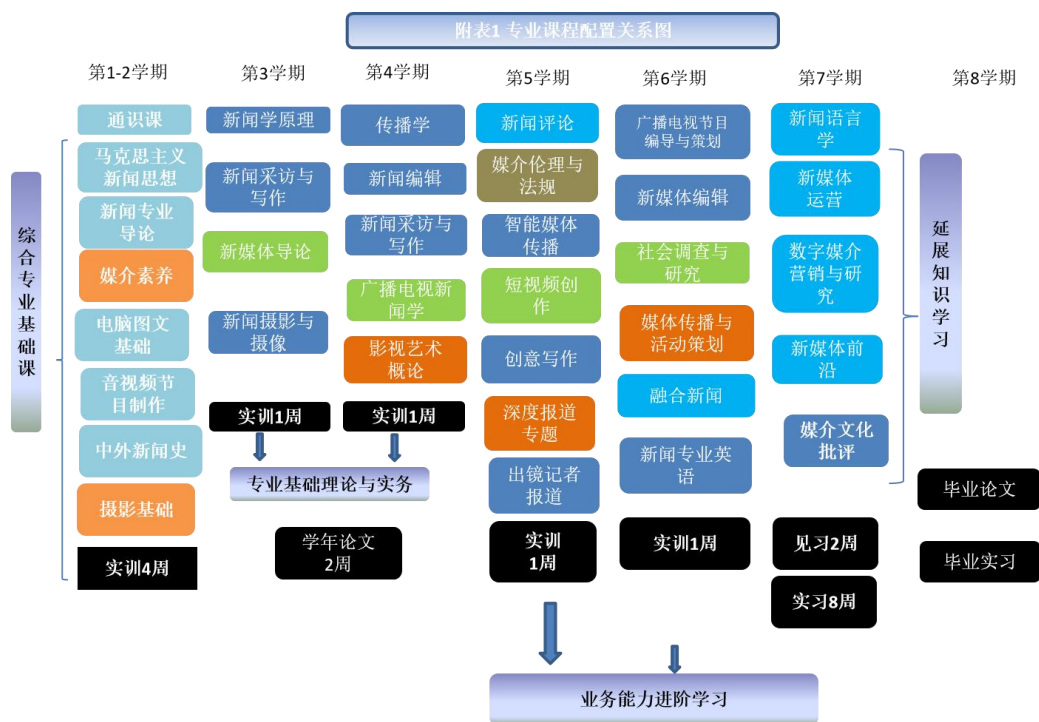 附表1 专业课程配置关系图
第1-2学期
第3学期
第4学期
第5学期
第6学期
第7学期
第8学期
综合专业基础课
通识课
马克思主义
新闻思想
新闻专业
导论
媒介素养
电脑图文
基础
音视频节
目制作
中外新闻史
摄影基础
实训4周
新闻学原理
新闻采访与
写作
新媒体导论
新闻摄影与
摄像
实训1周
传播学
新闻编辑
新闻采访与
写作
广播电视新
闻学
影视艺术
概论
实训1周
专业基础理论与实务
学年论文
2周
新闻评论
媒介伦理与
法规
智能媒体
传播
短视频创
作
创意写作
深度报道
专题
出镜记者
报道
实训
1周
广播电视节目
编导与策划
新媒体编辑
社会调查与
研究
媒体传播与
活动策划
融合新闻
新闻专业英
语
实训1周
新闻语言
学
新媒体
运营
数字媒介
营销与研
究
新媒体前
沿
媒介文化
批评
见习2周
实习8周
延展知识学习
毕业论文
毕业实习
业务能力进阶学习